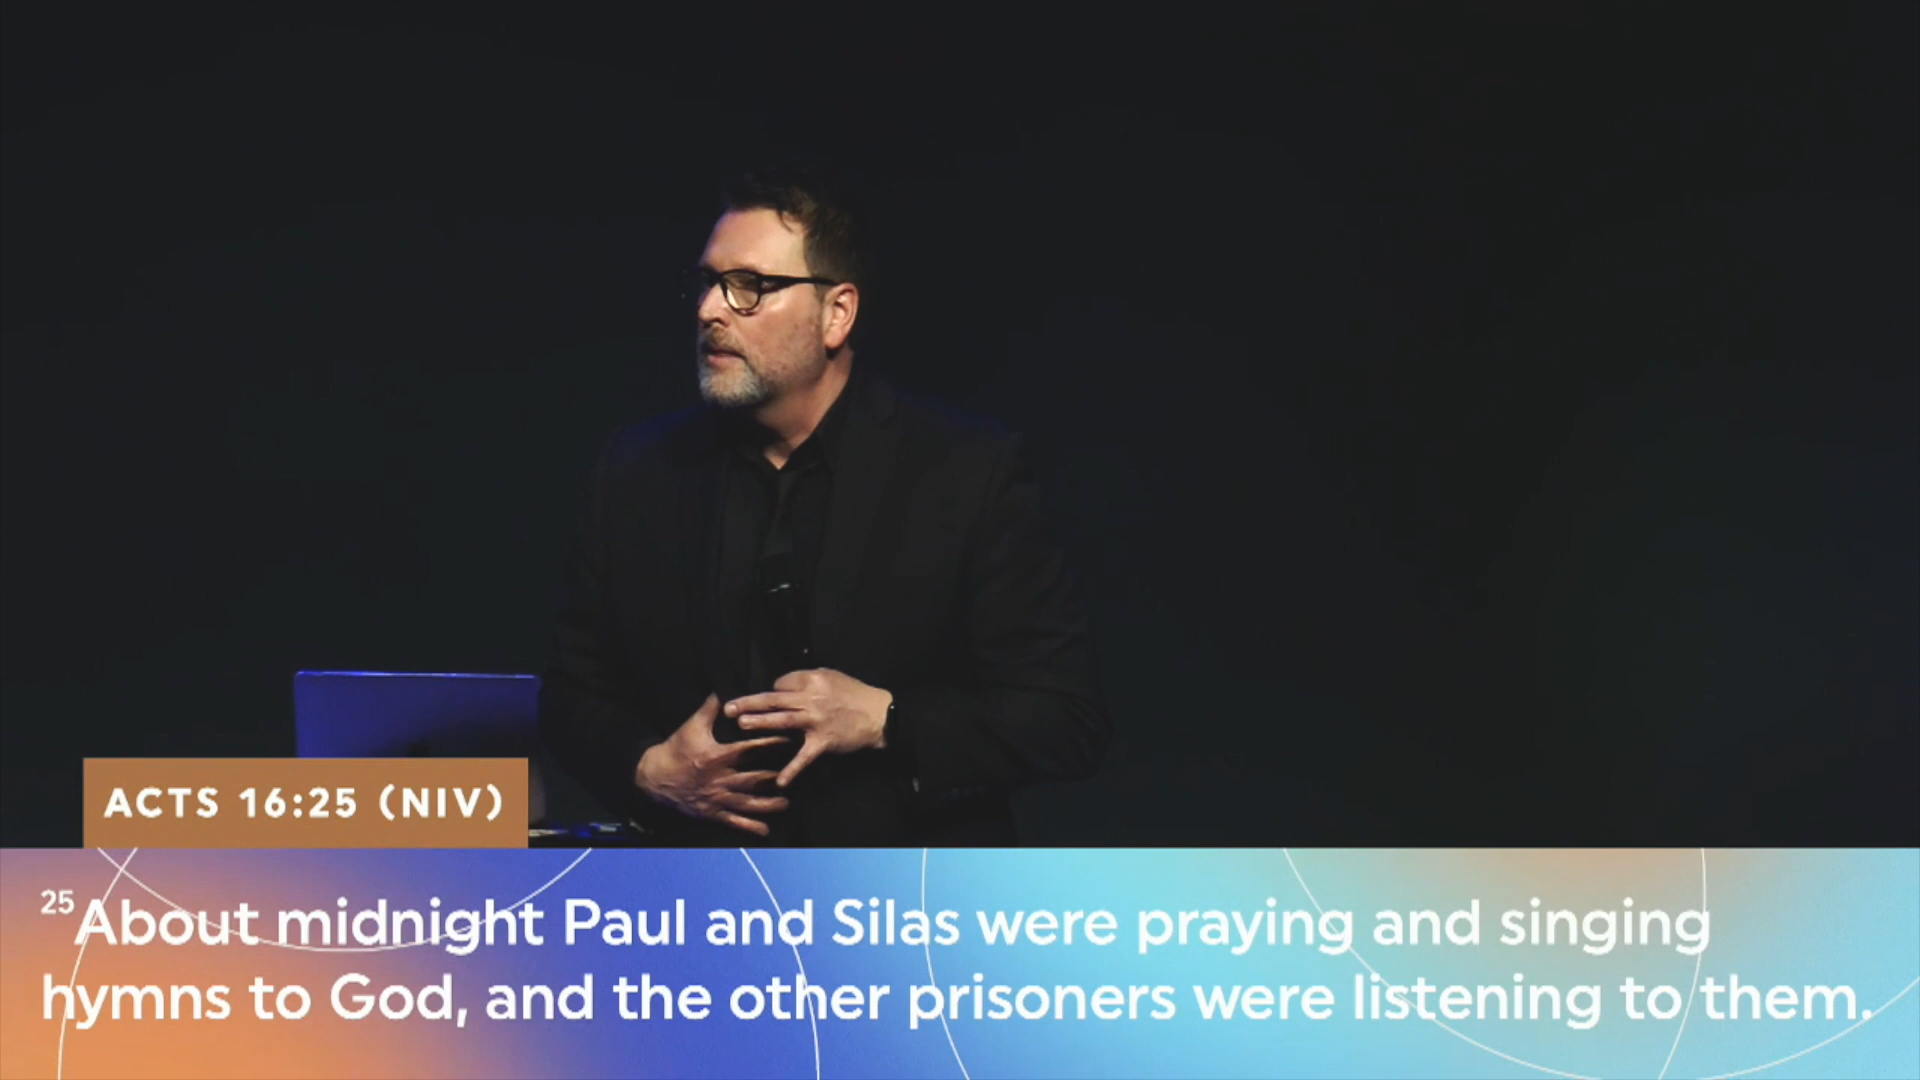 ACTS 16:25 (NIV)
25 About midnight Paul and Silas were praying and singing
hymns to God, and the other prisoners were listening to them.